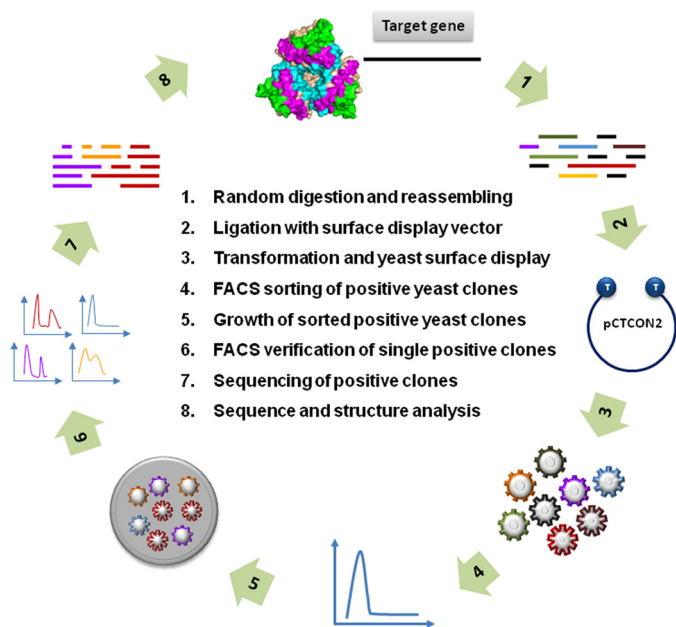 Target gene
1
2
T T
pCTCON2
3
4
5
6
7
8
1. Random digestion and reassembling
2. Ligation with surface display vector
3. Transformation and yeast surface display
4. FACS sorting of positive yeast clones
5. Growth of sorted positive yeast clones
6. FACS verification of single positive clones
7. Sequencing of positive clones
8. Sequence and structure analysis